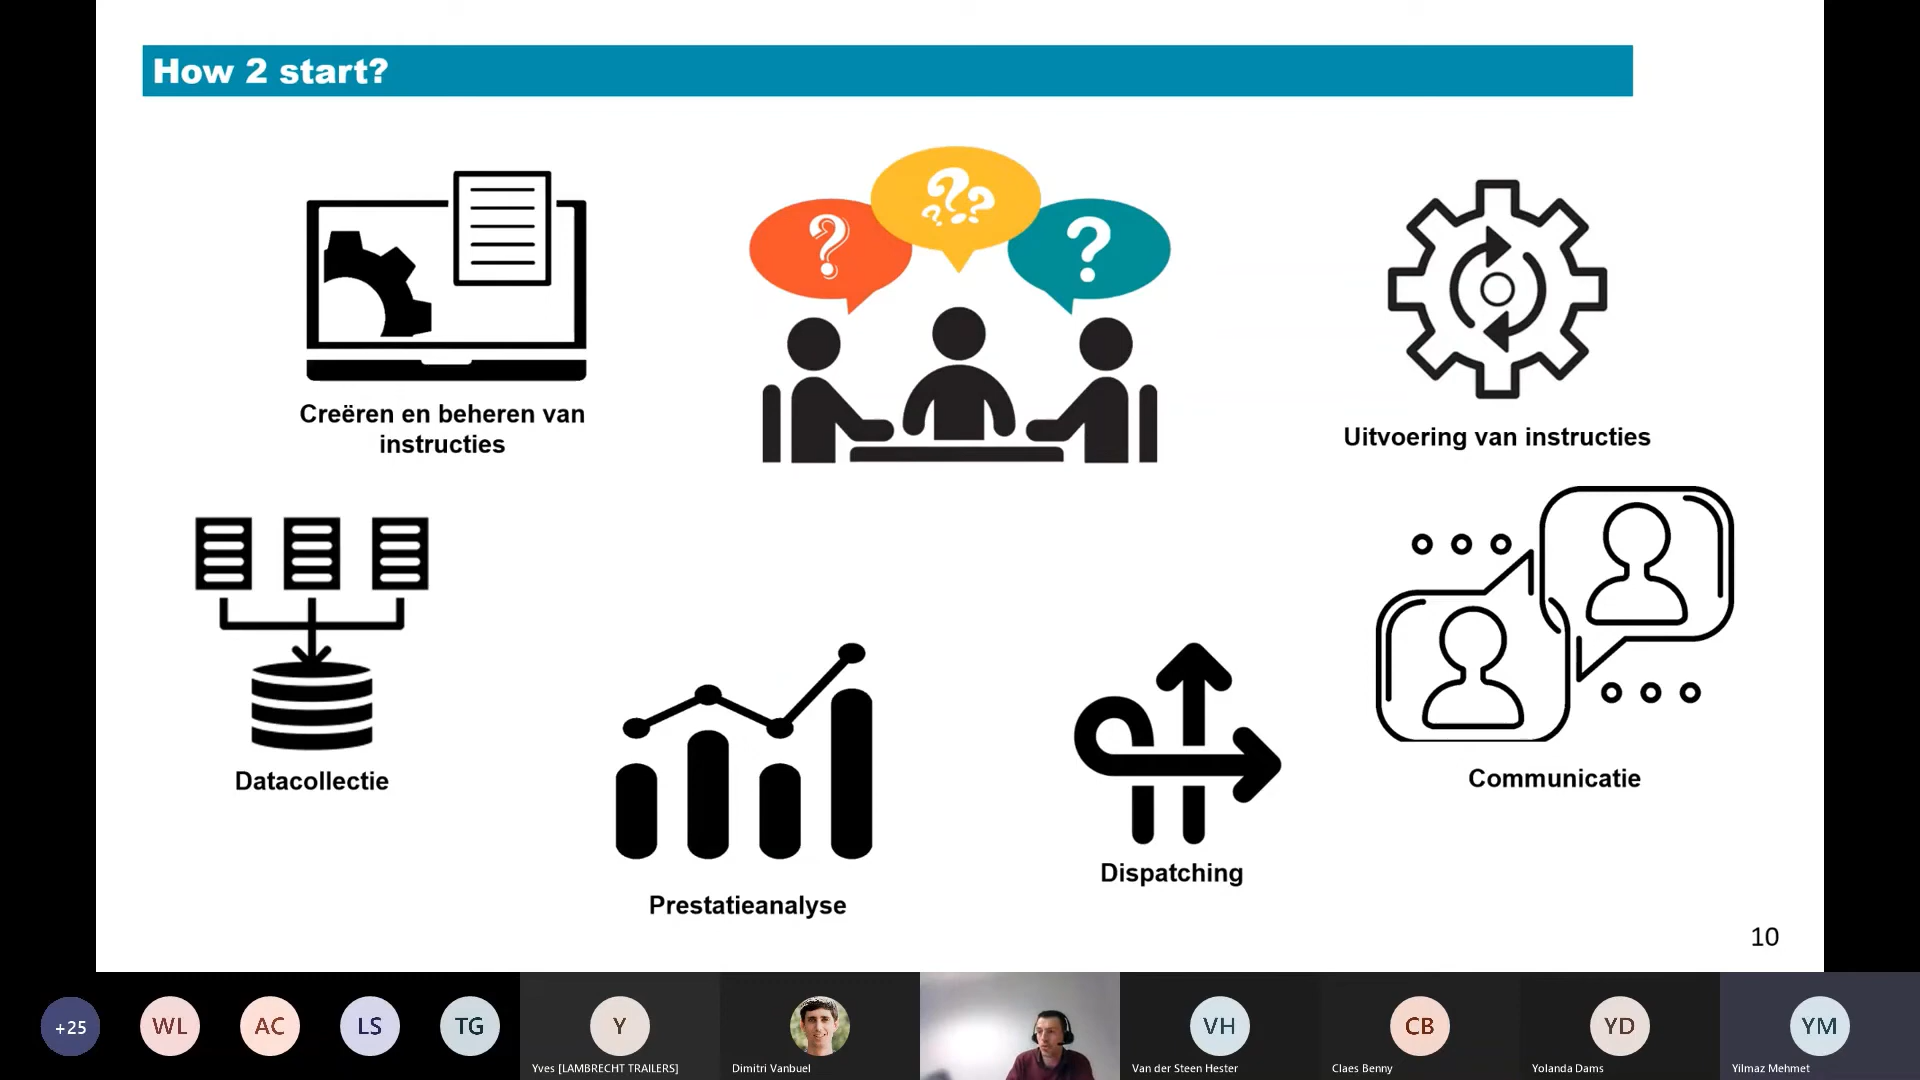 How 2 start?
? ??
?? ?
Creëren en beheren van
instructies
Uitvoering van instructies
Datacollectie
Communicatie
Dispatching
Prestatieanalyse
10
+25
WL
AC
LS
TG
Y
VH
CB
YD
YM
Yves [LAMBRECHT TRAILERS]
Dimitri Vanbuel
Van der Steen Hester
Claes Benny
Yolanda Dams
Yilmaz Mehmet